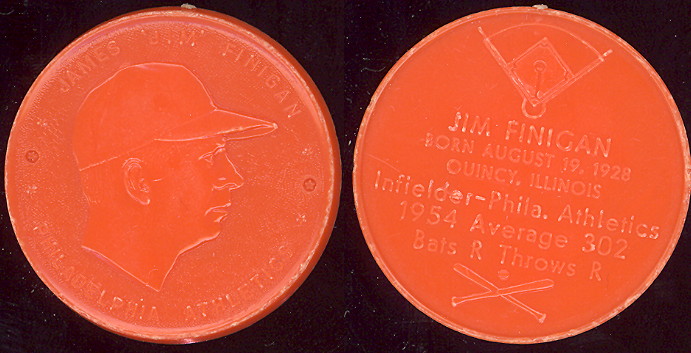 JAMES "JIM" FINIGAN
PHILADELPHIA ATHLETICS
JIM FINIGAN
BORN AUGUST 19, 1928
QUINCY, ILLINOIS
Infielder-Phila. Athletics
1954 Average 302
Bats R Throws R